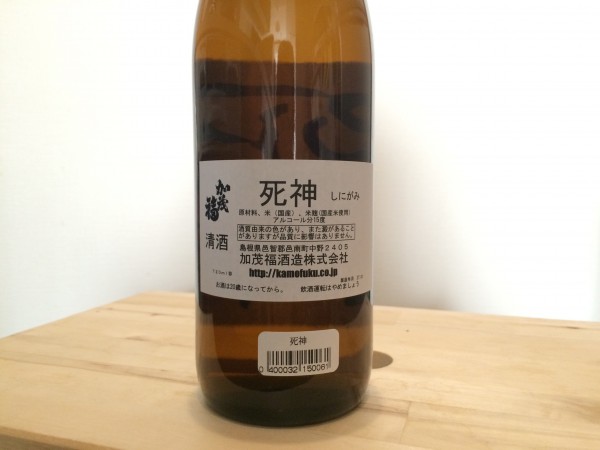 加茂福
死神 しにがみ
原材料、米（国産）、米麹(国産米使用)
アルコール分15度
清酒
酒質由来の色があり、また澱があること
がありますが品質に影響はありません。
島根県邑智郡邑南町中野２４０５
加茂福酒造株式会社
http://kamofuku.co.jp
お酒は20歳になってから。 飲酒運転はやめましょう
死神
0400032150061